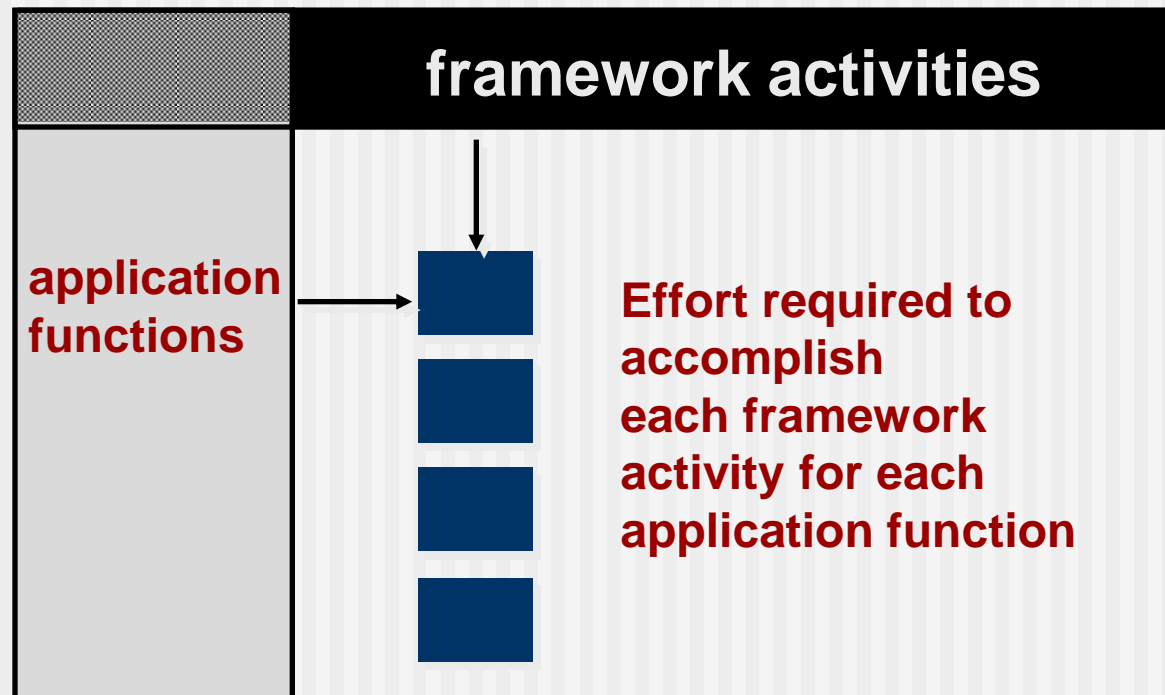 framework activities
application
functions
Effort required to
accomplish
each framework
activity for each
application function